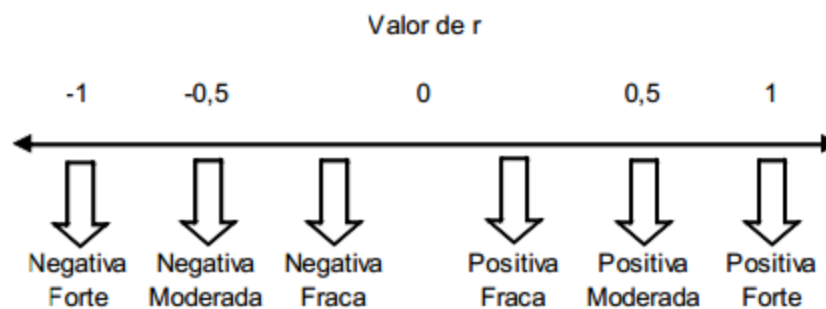 Valor de r
-1 -0,5 0 0,5 1
Negativa Negativa Negativa Positiva Positiva Positiva
Forte Moderada Fraca Fraca Moderada Forte